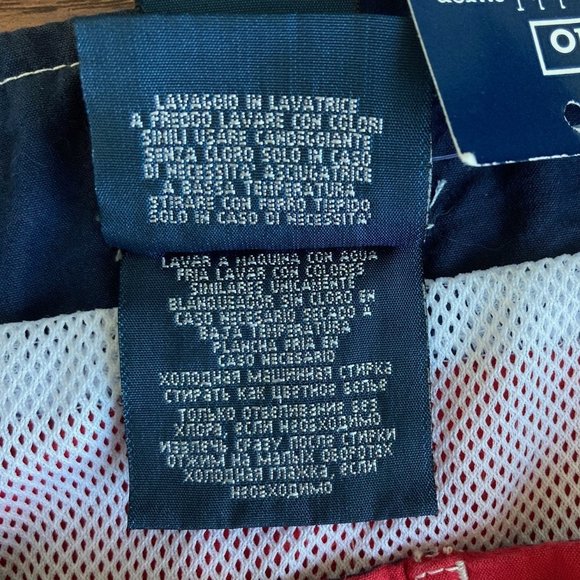 LAVAGGIO IN LAVATRICE
A FREDDO LAVARE CON COLORI
SIMILI USARE CANDEGGIANTE
SENZA CLORO SOLO IN CASO
DI NECESSITA' ASCIUGATRICE
A BASSA TEMPERATURA
STIRARE CON FERRO TIEPIDO
SOLO IN CASO DI NECESSITA'
LAVAR A MAQUINA CON AGUA
FRIA LAVAR CON COLORES
SIMILARES UNICAMENTE
BLANQUEADOR SIN CLORO EN
CASO NECESARIO SECADO A
BAJA TEMPERATURA
PLANCHA FRIA EN
CASO NECESARIO
ХОЛОДНАЯ МАШИННАЯ СТИРКА
СТИРАТЬ КАК ЦВЕТНОЕ БЕЛЬЕ
ТОЛЬКО ОТБЕЛИВАНИЕ БЕЗ
ХЛОРА, ЕСЛИ НЕОБХОДИМО
ИЗВЛЕЧЬ СРАЗУ ПОСЛЕ СТИРКИ
ОТЖИМ НА МАЛЫХ ОБОРОТАХ
ХОЛОДНАЯ ГЛАЖКА, ЕСЛИ
НЕОБХОДИМО